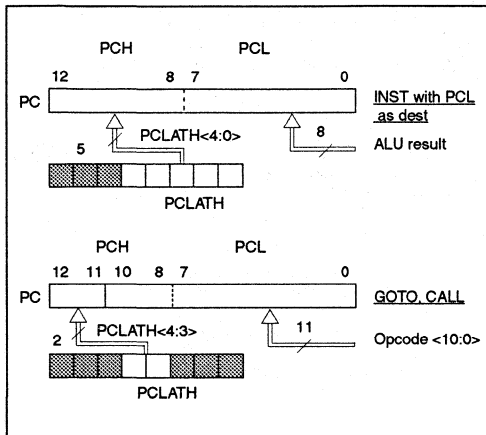 PCH PCL
12 8 7 0
PC INST with PCL
as dest
8
ALU result
PCLATH<4:0>
5
PCLATH
PCH PCL
12 11 10 8 7 0
PC GOTO, CALL
11
PCLATH<4:3>
2 Opcode <10:0>
PCLATH